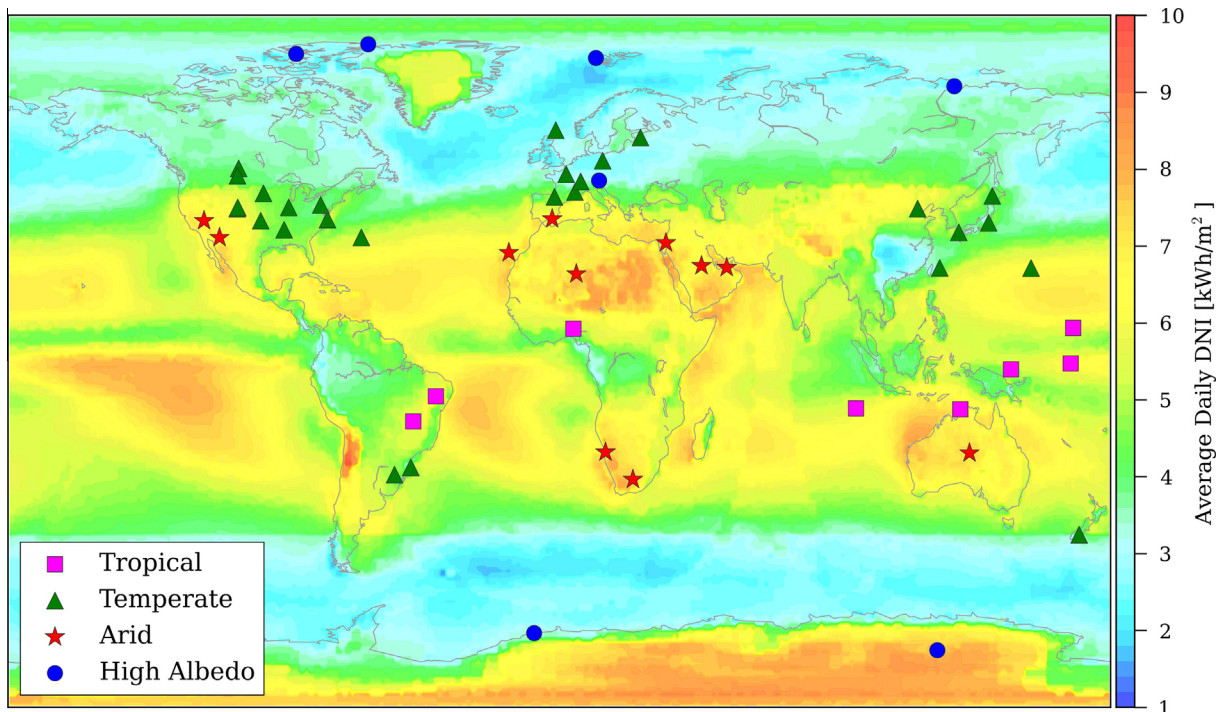 Tropical
Temperate
Arid
High Albedo
10
9
8
7
6
5
4
3
2
1
Average Daily DNI [kWh/m² ]